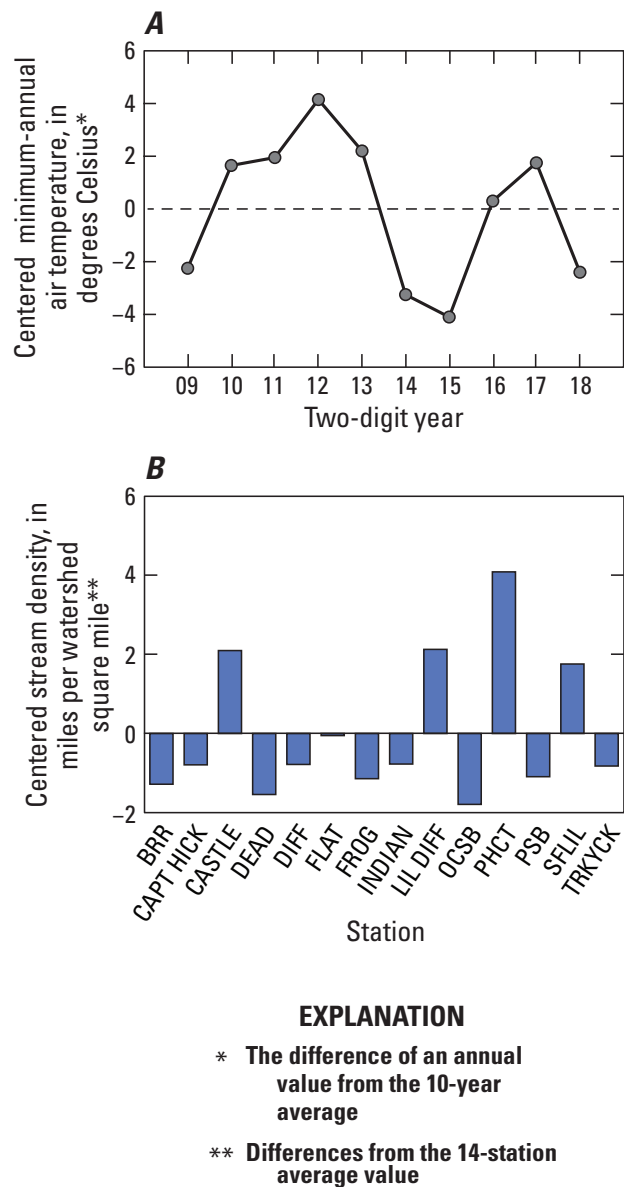 A
Centered minimum-annual
air temperature, in
degrees Celsius*
6
4
2
0
−2
−4
−6
09 10 11 12 13 14 15 16 17 18
Two-digit year
B
Centered stream density, in
miles per watershed
square mile**
6
4
2
0
−2
BRR
CAPT HICK
CASTLE
DEAD
DIFF
FLAT
FROG
INDIAN
LIL DIFF
OCSB
PHCT
PSB
SFLIL
TRKYCK
Station
EXPLANATION
* The difference of an annual
value from the 10-year
average
** Differences from the 14-station
average value